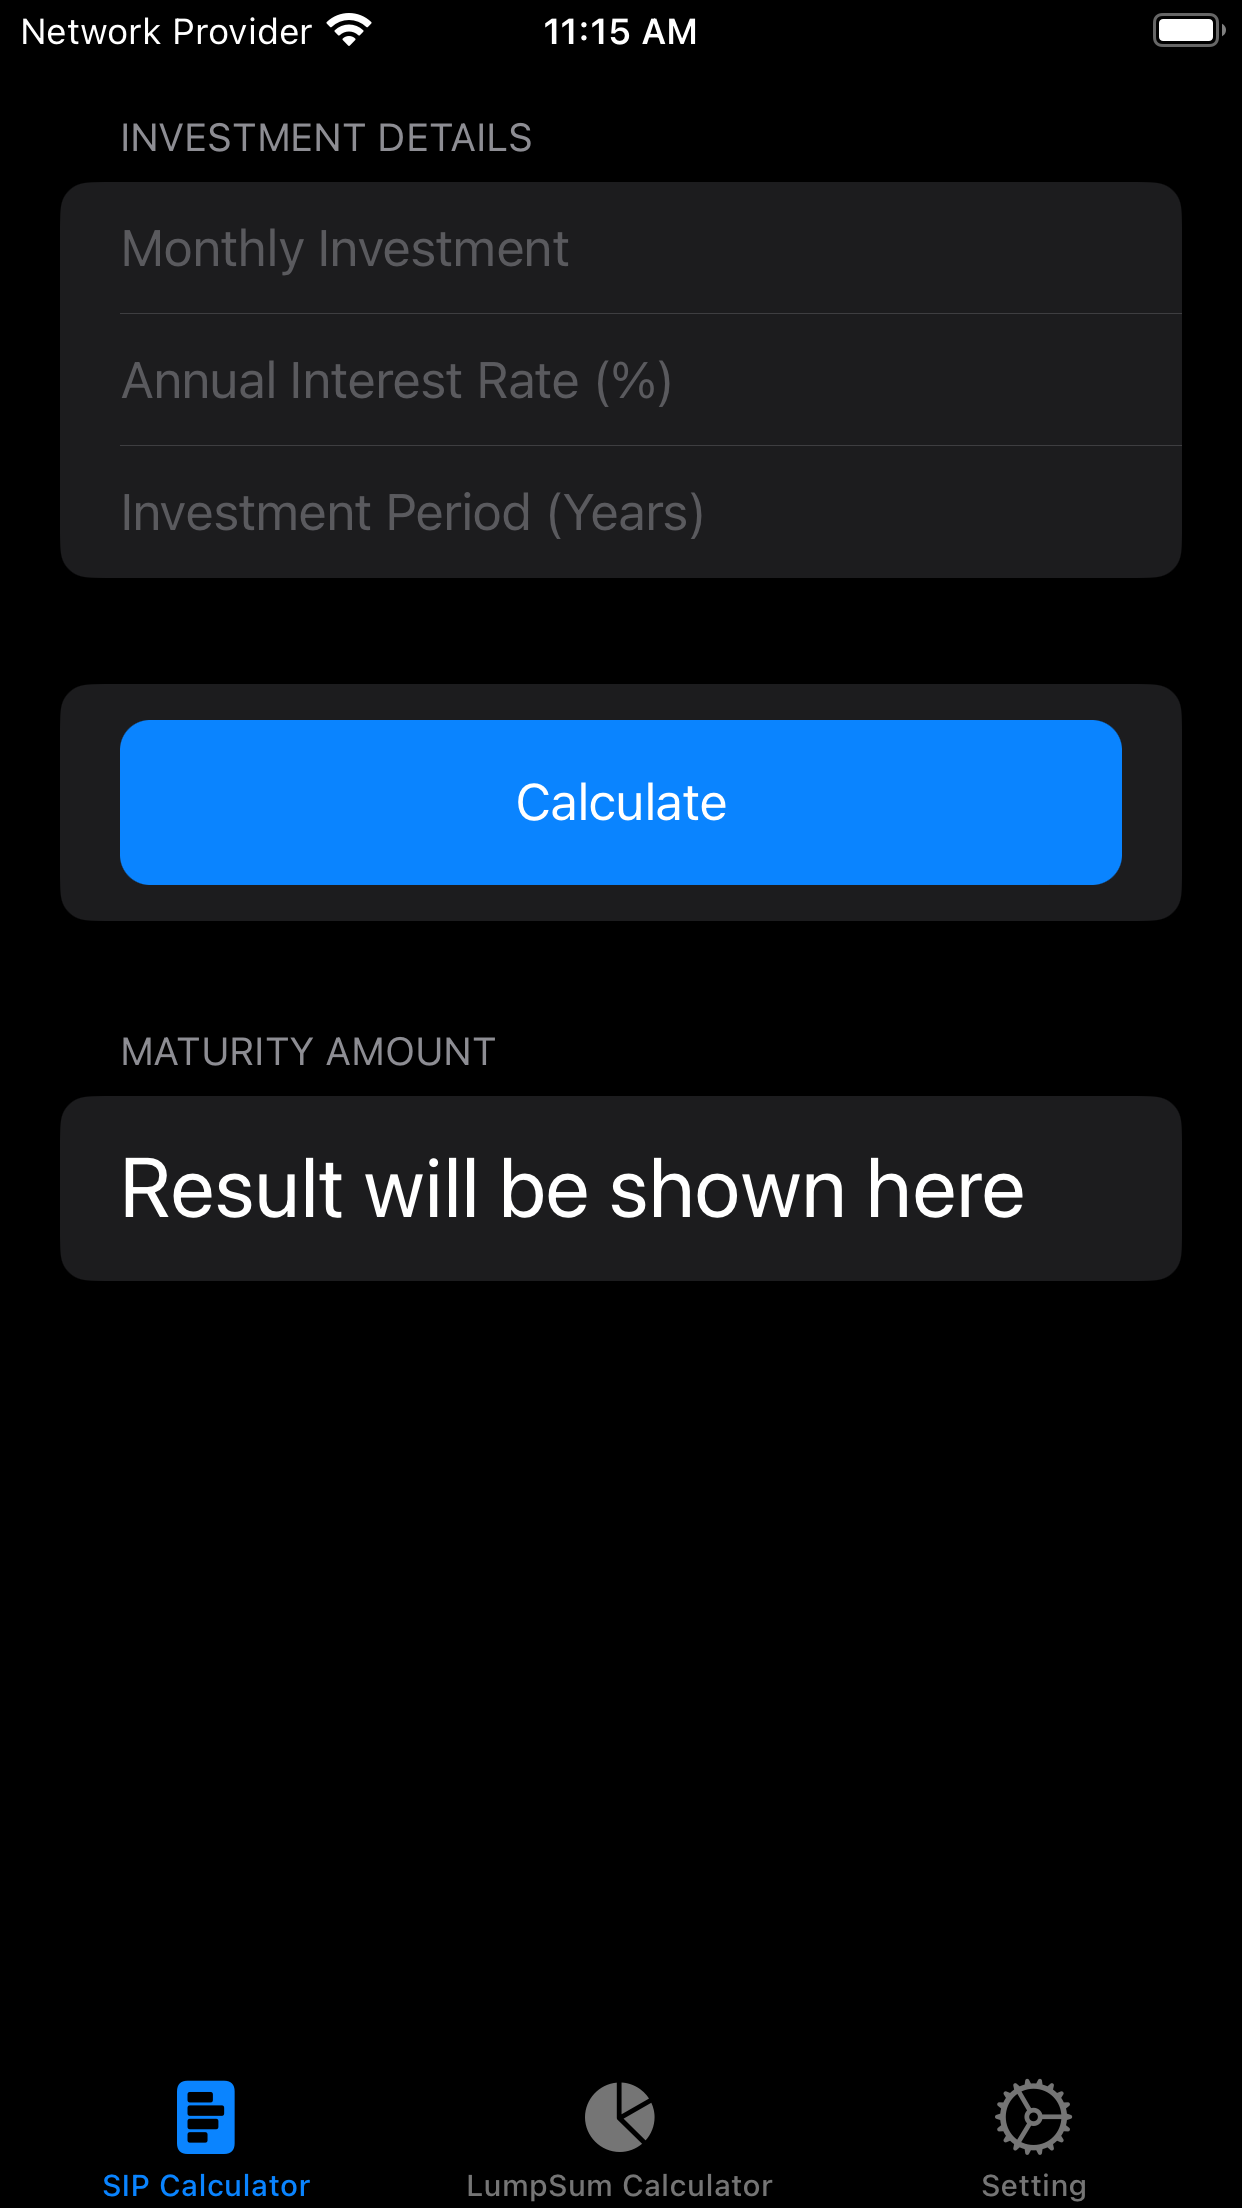 Network Provider 11:15 AM
INVESTMENT DETAILS
Monthly Investment
Annual Interest Rate (%)
Investment Period (Years)
Calculate
MATURITY AMOUNT
Result will be shown here
SIP Calculator LumpSum Calculator Setting